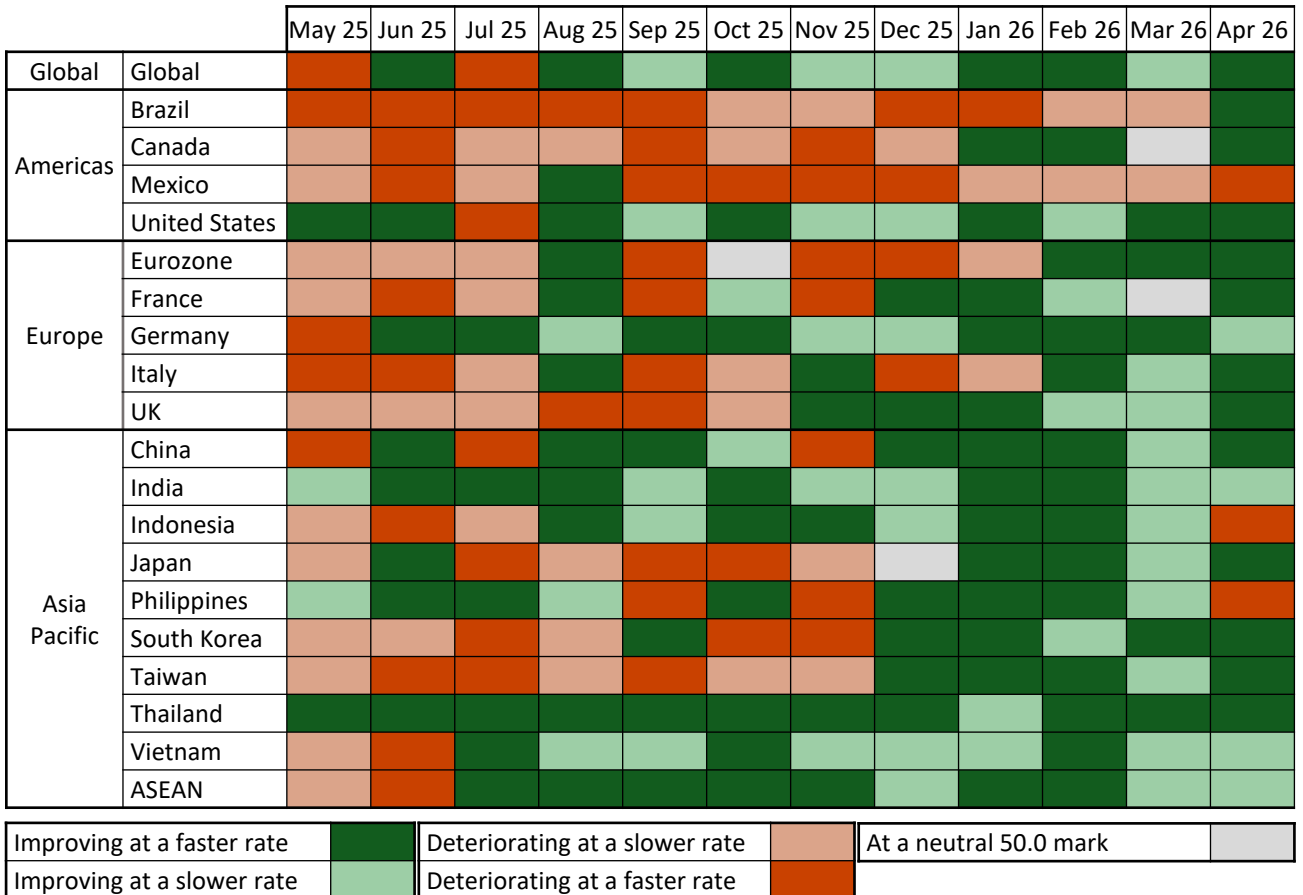 May 25 Jun 25 Jul 25 Aug 25 Sep 25 Oct 25 Nov 25 Dec 25 Jan 26 Feb 26 Mar 26 Apr 26
Global Global
Americas
Brazil
Canada
Mexico
United States
Europe
Eurozone
France
Germany
Italy
UK
Asia
Pacific
China
India
Indonesia
Japan
Philippines
South Korea
Taiwan
Thailand
Vietnam
ASEAN
Improving at a faster rate Deteriorating at a slower rate At a neutral 50.0 mark
Improving at a slower rate Deteriorating at a faster rate